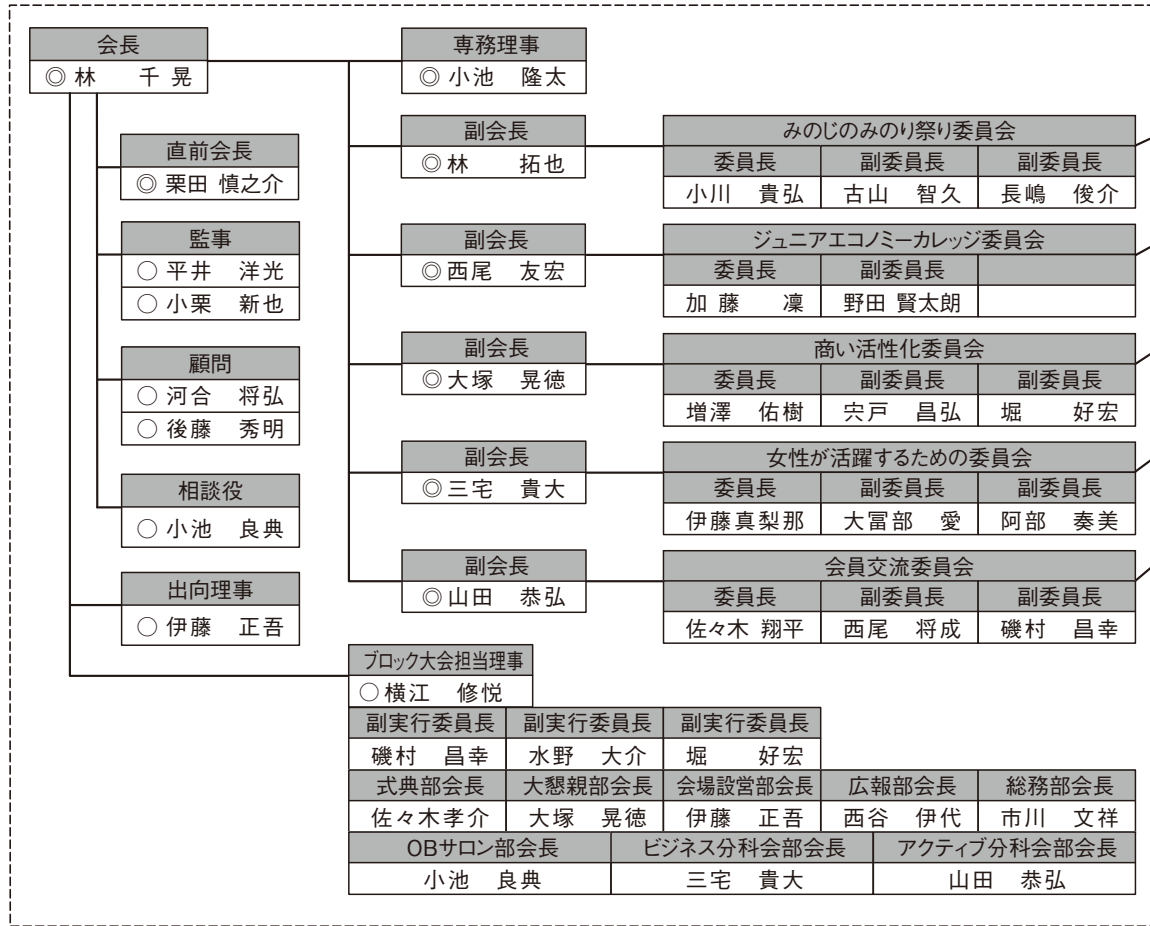 会長
◎ 林 千晃
直前会長
◎ 栗田 慎之介
監事
○ 平井 洋光
○ 小栗 新也
顧問
○ 河合 将弘
○ 後藤 秀明
相談役
○ 小池 良典
出向理事
○ 伊藤 正吾
専務理事
◎ 小池 隆太
副会長
◎ 林 拓也
みのじのみのり祭り委員会
委員長 副委員長 副委員長
小川 貴弘 古山 智久 長嶋 俊介
副会長
◎ 西尾 友宏
ジュニアエコノミーカレッジ委員会
委員長 副委員長
加藤 凜 野田 賢太朗
副会長
◎ 大塚 晃徳
商い活性化委員会
委員長 副委員長 副委員長
増澤 佑樹 宍戸 昌弘 堀 好宏
副会長
◎ 三宅 貴大
女性が活躍するための委員会
委員長 副委員長 副委員長
伊藤真梨那 大冨部 愛 阿部 奏美
副会長
◎ 山田 恭弘
会員交流委員会
委員長 副委員長 副委員長
佐々木 翔平 西尾 将成 磯村 昌幸
ブロック大会担当理事
○ 横江 修悦
副実行委員長 副実行委員長 副実行委員長
磯村 昌幸 水野 大介 堀 好宏
式典部会長 大懇親部会長 会場設営部会長 広報部会長 総務部会長
佐々木孝介 大塚 晃徳 伊藤 正吾 西谷 伊代 市川 文祥
OBサロン部会長 ビジネス分科会部会長 アクティブ分科会部会長
小池 良典 三宅 貴大 山田 恭弘